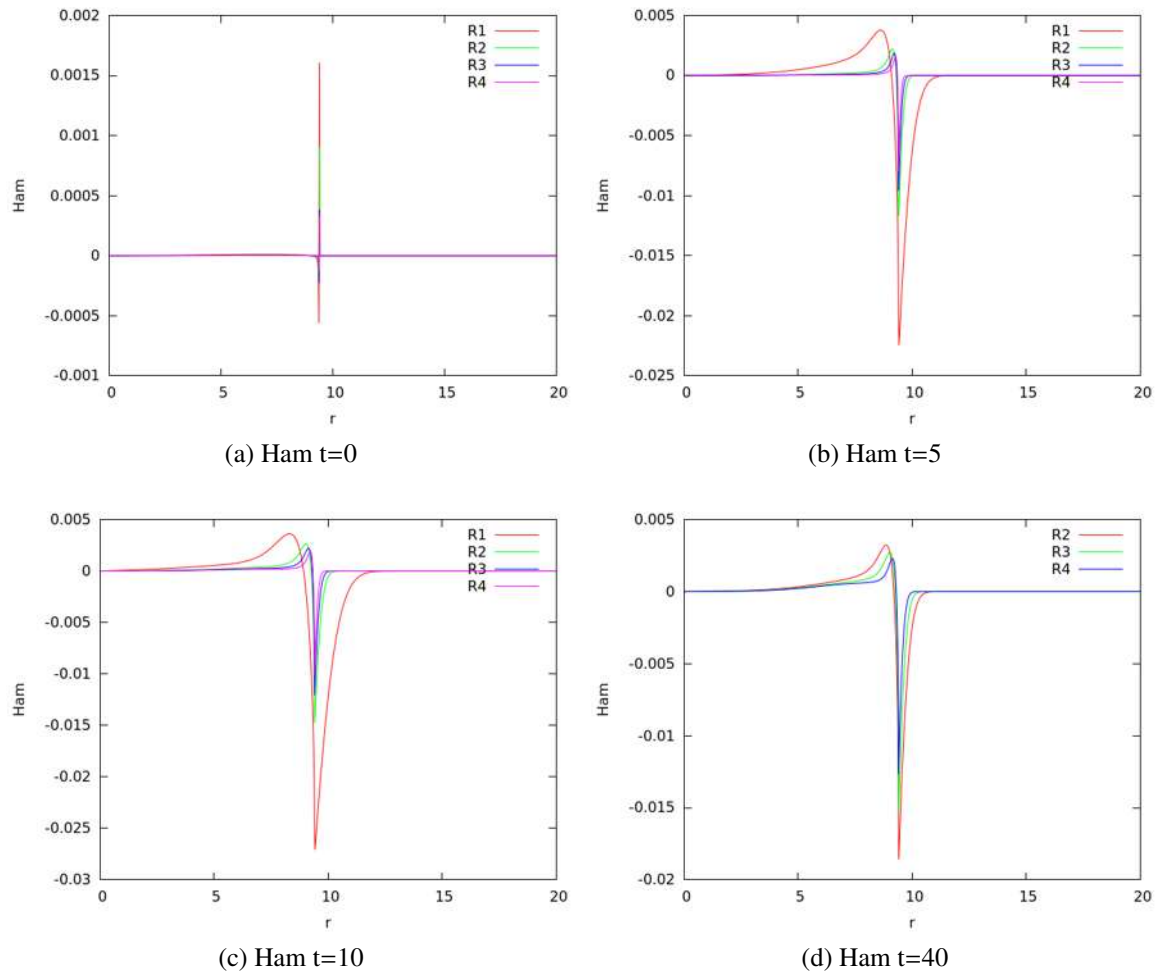 0.002
0.0015
0.001
0.0005
0
-0.0005
-0.001
Ham
0 5 10 15 20
r
R1
R2
R3
R4
(a) Ham t=0
0.005
0
-0.005
-0.01
-0.015
-0.02
-0.025
Ham
0 5 10 15 20
r
R1
R2
R3
R4
(b) Ham t=5
0.005
0
-0.005
-0.01
-0.015
-0.02
-0.025
-0.03
Ham
0 5 10 15 20
r
R1
R2
R3
R4
(c) Ham t=10
0.005
0
-0.005
-0.01
-0.015
-0.02
Ham
0 5 10 15 20
r
R2
R3
R4
(d) Ham t=40